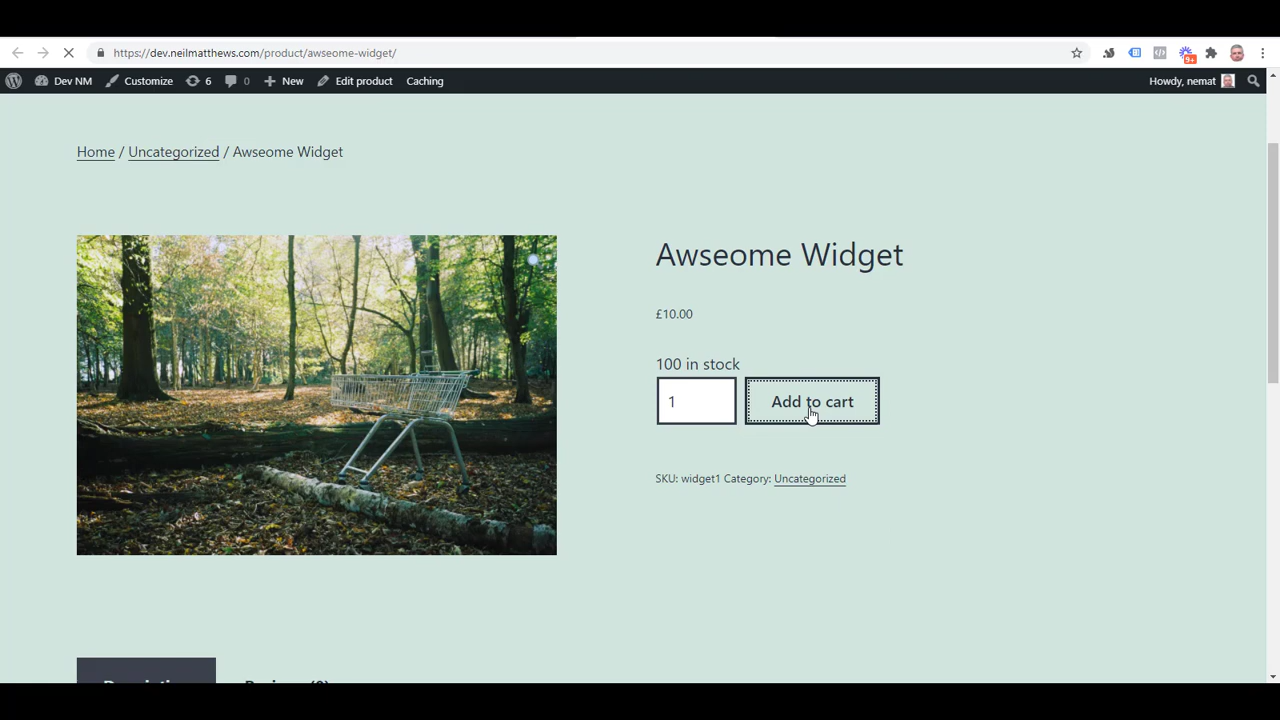 https://dev.neilmatthews.com/product/awseome-widget/
9+
Dev NM Customize 6 0 New Edit product Caching Howdy, nemat
Home / Uncategorized / Awseome Widget
Awseome Widget
£10.00
100 in stock
1 Add to cart
SKU: widget1 Category: Uncategorized